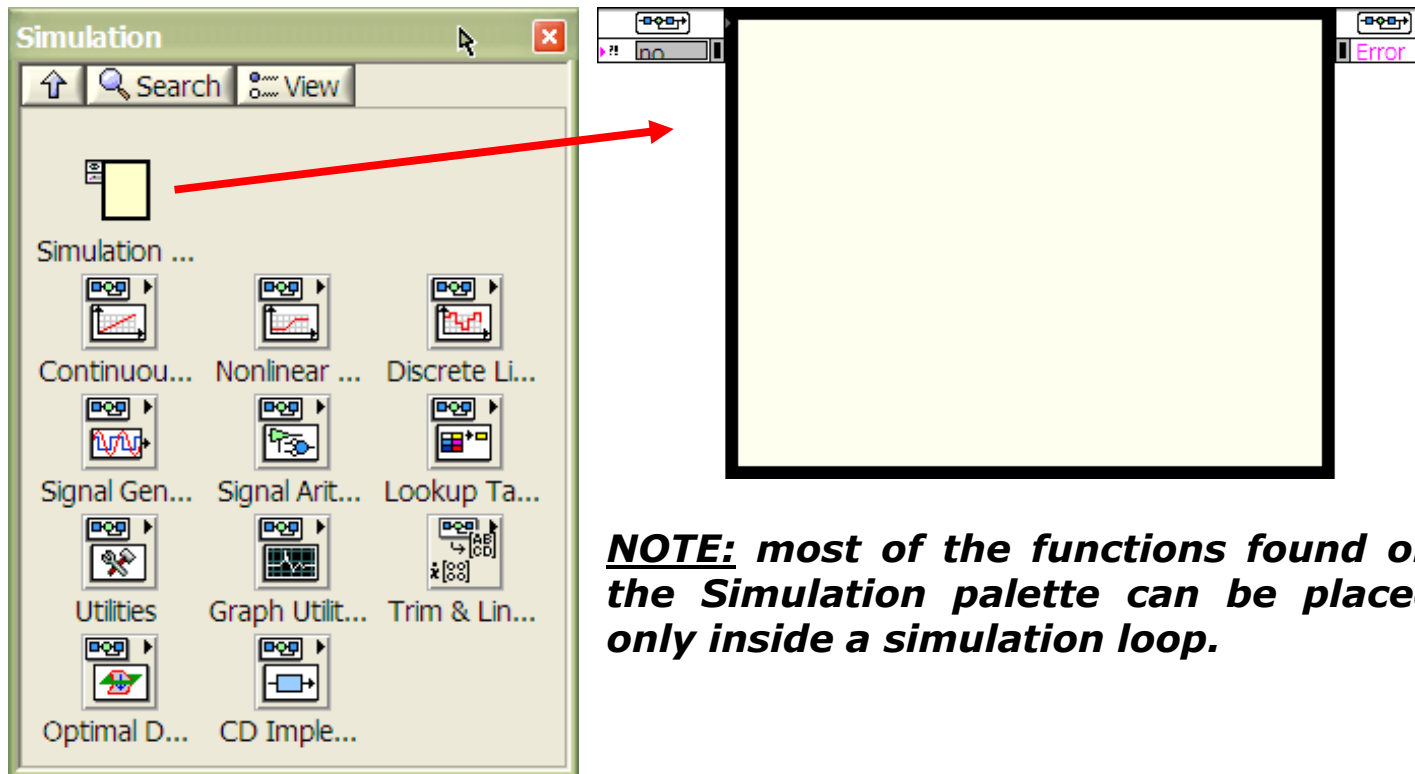 Simulation
Search View
Simulation ...
Continuou... Nonlinear ... Discrete Li...
Signal Gen... Signal Arit... Lookup Ta...
Utilities Graph Utilit... Trim & Lin...
Optimal D... CD Imple...
?! no
Error
NOTE: most of the functions found o
the Simulation palette can be place
only inside a simulation loop.